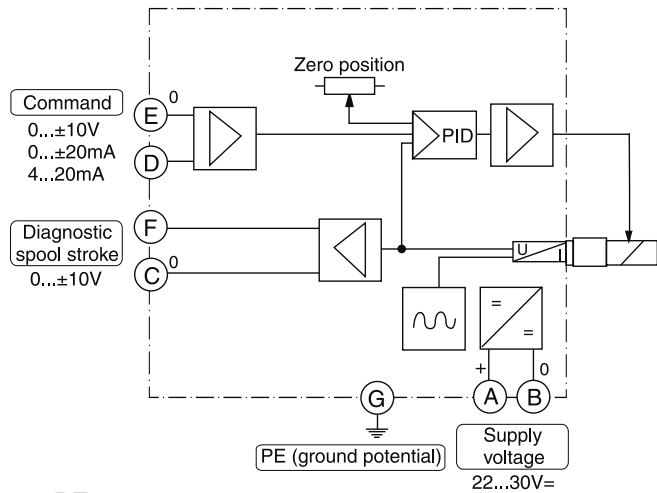 Zero position
Command
0...±10V
0...±20mA
4...20mA
E
0
D
PID
Diagnostic
spool stroke
0...±10V
F
C
0
U
L
=
=
+
0
A
B
G
PE (ground potential)
Supply
voltage
22...30V=